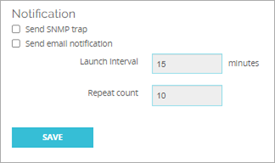 Notification
Send SNMP trap
Send email notification
Launch interval 15 minutes
Repeat count 10
SAVE